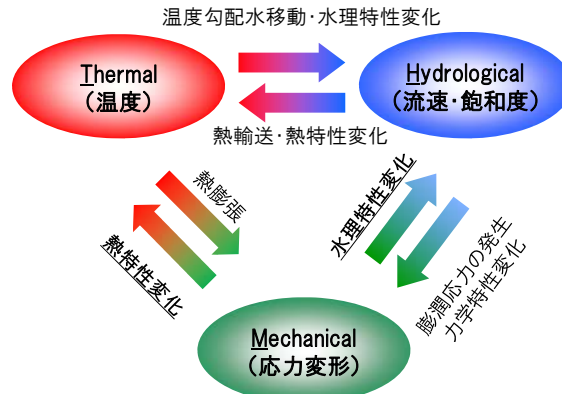 温度勾配水移動・水理特性変化
Thermal
（温度）
Hydrological
（流速・飽和度）
熱輸送・熱特性変化
熱膨張
熱特性変化
水理特性変化
膨潤応力の発生
力学特性変化
Mechanical
（応力変形）